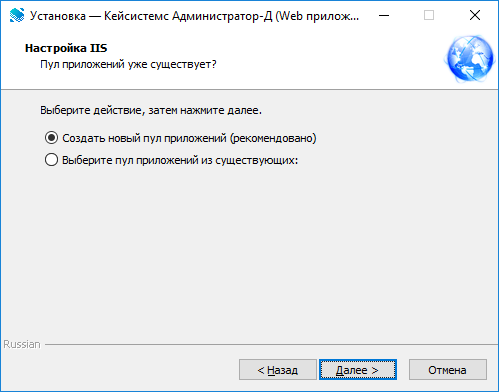 Установка — Кейсистемс Администратор-Д (Web прилож...
Настройка IIS
Пул приложений уже существует?
Выберите действие, затем нажмите далее.
Создать новый пул приложений (рекомендовано)
Выберите пул приложений из существующих:
Russian
< Назад
Далее >
Отмена